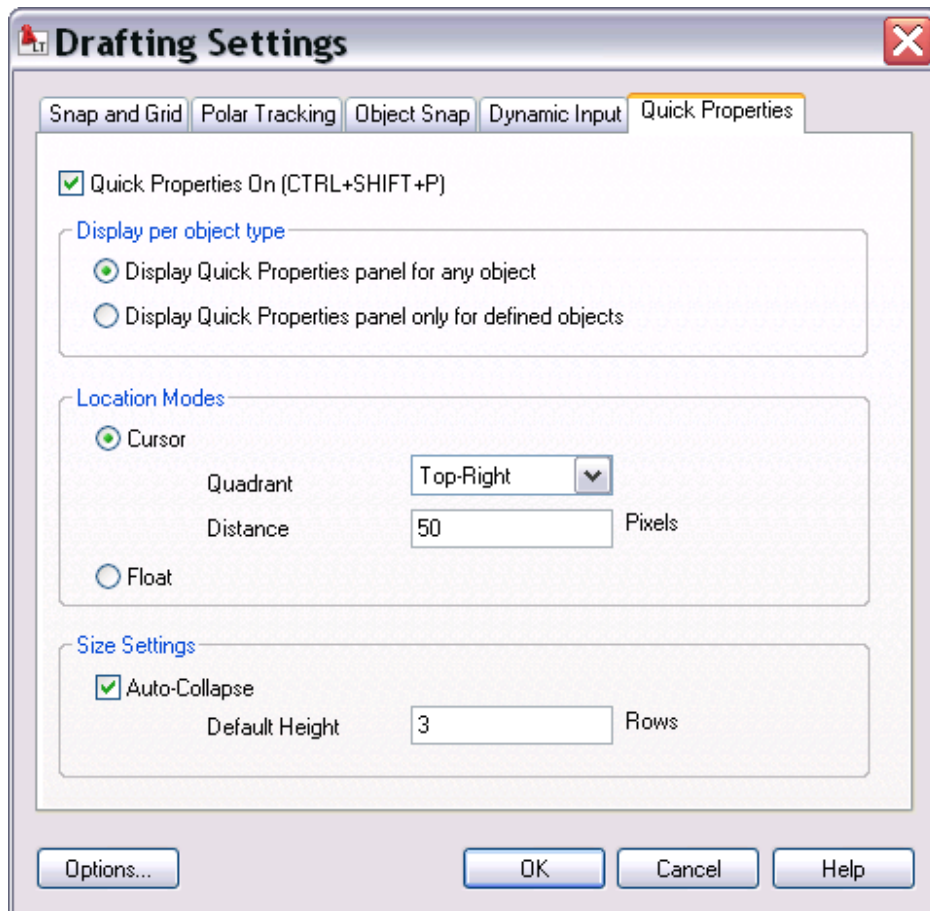 LT Drafting Settings
Snap and Grid Polar Tracking Object Snap Dynamic Input Quick Properties
Quick Properties On (CTRL+SHIFT+P)
Display per object type
Display Quick Properties panel for any object
Display Quick Properties panel only for defined objects
Location Modes
Cursor
Quadrant Top-Right
Distance 50 Pixels
Float
Size Settings
Auto-Collapse
Default Height 3 Rows
Options... OK Cancel Help